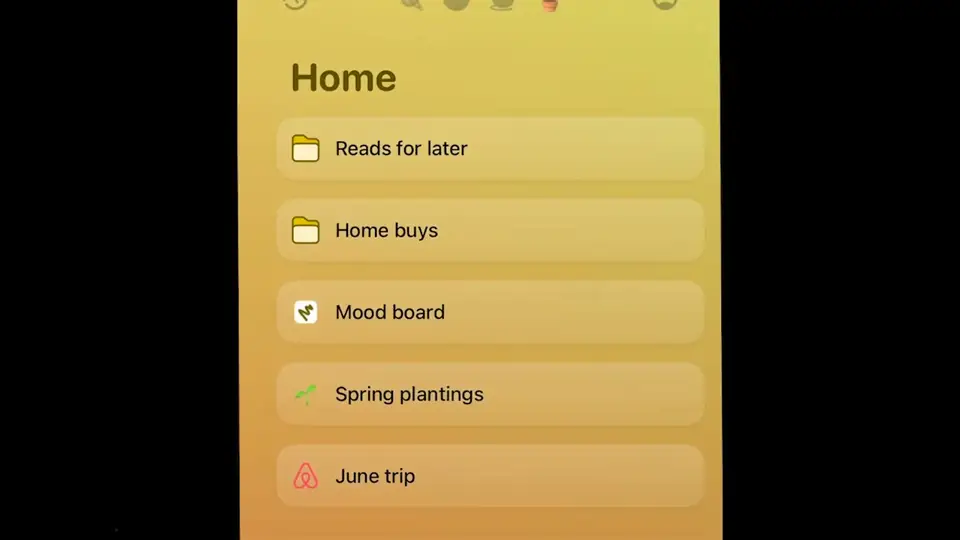 Home
Reads for later
Home buys
Mood board
Spring plantings
June trip